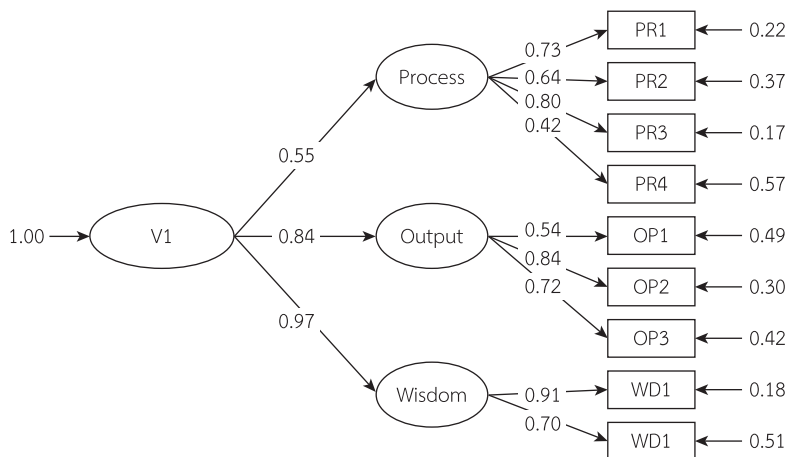 PR1 0.22
0.73
Process 0.64 PR2 0.37
0.80
PR3 0.17
0.42
0.55
PR4 0.57
1.00 V1 0.84 Output 0.54 OP1 0.49
0.84
OP2 0.30
0.72
0.97
OP3 0.42
Wisdom 0.91 WD1 0.18
0.70
WD1 0.51